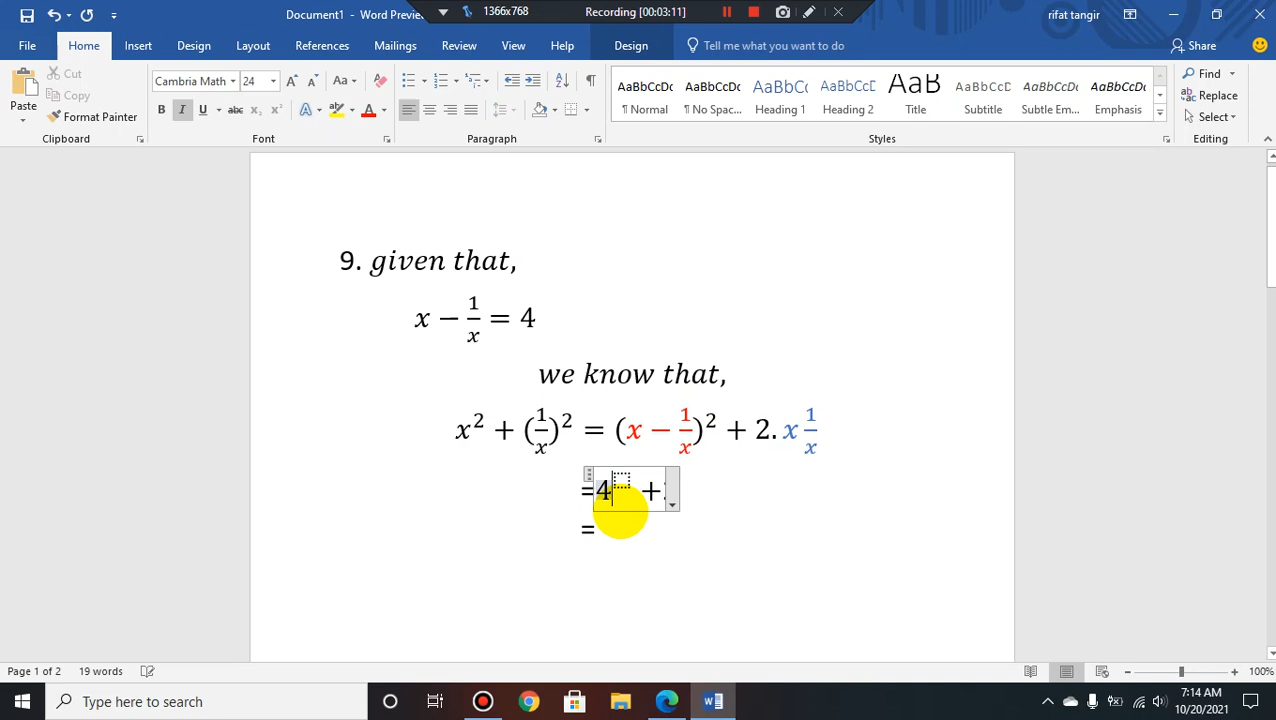 Document1 - Word Preview
1366x768
Recording [00:03:11]
rifat tangir
File Home Insert Design Layout References Mailings Review View Help Design Tell me what you want to do Share
Paste
Cut
Copy
Format Painter
Clipboard
Cambria Math 24
Font
Paragraph
AaBbCcDc AaBbCcDc AaBbCc AaBbCcD AaB AaBbCcD AaBbCcDc AaBbCcDc
¶ Normal ¶ No Spac... Heading 1 Heading 2 Title Subtitle Subtle Em... Emphasis
Styles
Find
Replace
Select
Editing
9. given that,
x − 1/x = 4
we know that,
x² + (1/x)² = (x − 1/x)² + 2. x 1/x
=4 +
=
Page 1 of 2 19 words
100%
Type here to search
7:14 AM
10/20/2021